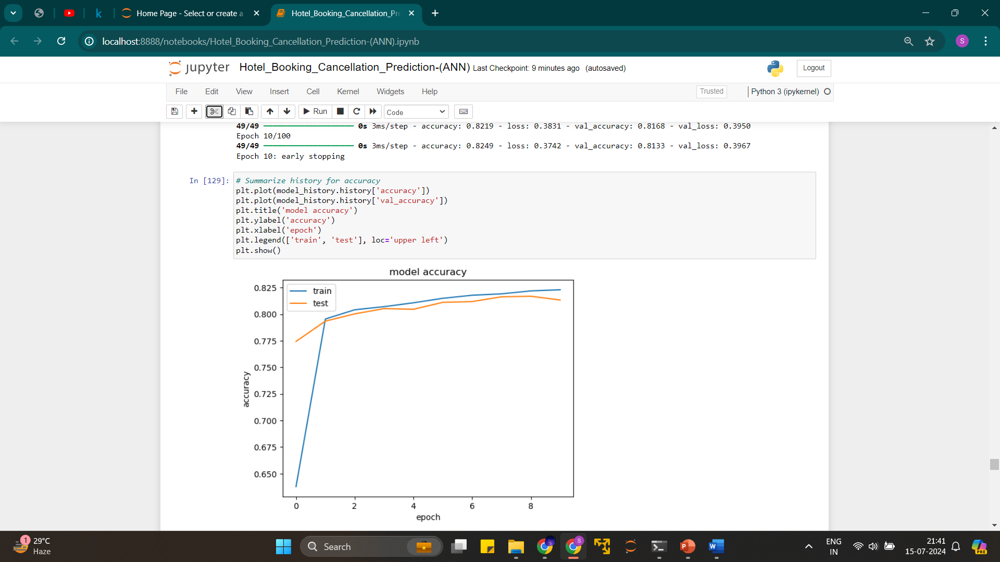 Home Page - Select or create a
Hotel_Booking_Cancellation_Pr
localhost:8888/notebooks/Hotel_Booking_Cancellation_Prediction-(ANN).ipynb
S
jupyter Hotel_Booking_Cancellation_Prediction-(ANN) Last Checkpoint: 9 minutes ago (autosaved)
Logout
File Edit View Insert Cell Kernel Widgets Help
Trusted
Python 3 (ipykernel)
Run
Code
49/49 0s 3ms/step - accuracy: 0.8219 - loss: 0.3831 - val_accuracy: 0.8168 - val_loss: 0.3950
Epoch 10/100
49/49 0s 3ms/step - accuracy: 0.8249 - loss: 0.3742 - val_accuracy: 0.8133 - val_loss: 0.3967
Epoch 10: early stopping
In [129]:
# Summarize history for accuracy
plt.plot(model_history.history['accuracy'])
plt.plot(model_history.history['val_accuracy'])
plt.title('model accuracy')
plt.ylabel('accuracy')
plt.xlabel('epoch')
plt.legend(['train', 'test'], loc='upper left')
plt.show()
model accuracy
train
test
0.825
0.800
0.775
0.750
0.725
0.700
0.675
0.650
accuracy
0 2 4 6 8
epoch
1
29°C
Haze
Search
S
P
W
ENG
IN
21:41
15-07-2024
PRE